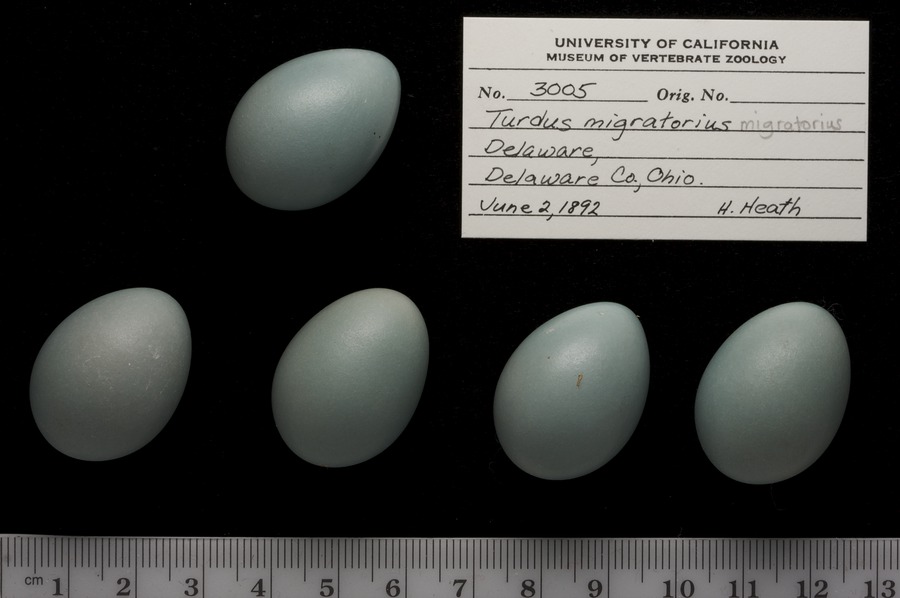 UNIVERSITY OF CALIFORNIA
MUSEUM OF VERTEBRATE ZOOLOGY
No. 3005 Orig. No.
Turdus migratorius migratorius
Delaware,
Delaware Co., Ohio.
June 2, 1892 H. Heath
cm 1 2 3 4 5 6 7 8 9 10 11 12 13